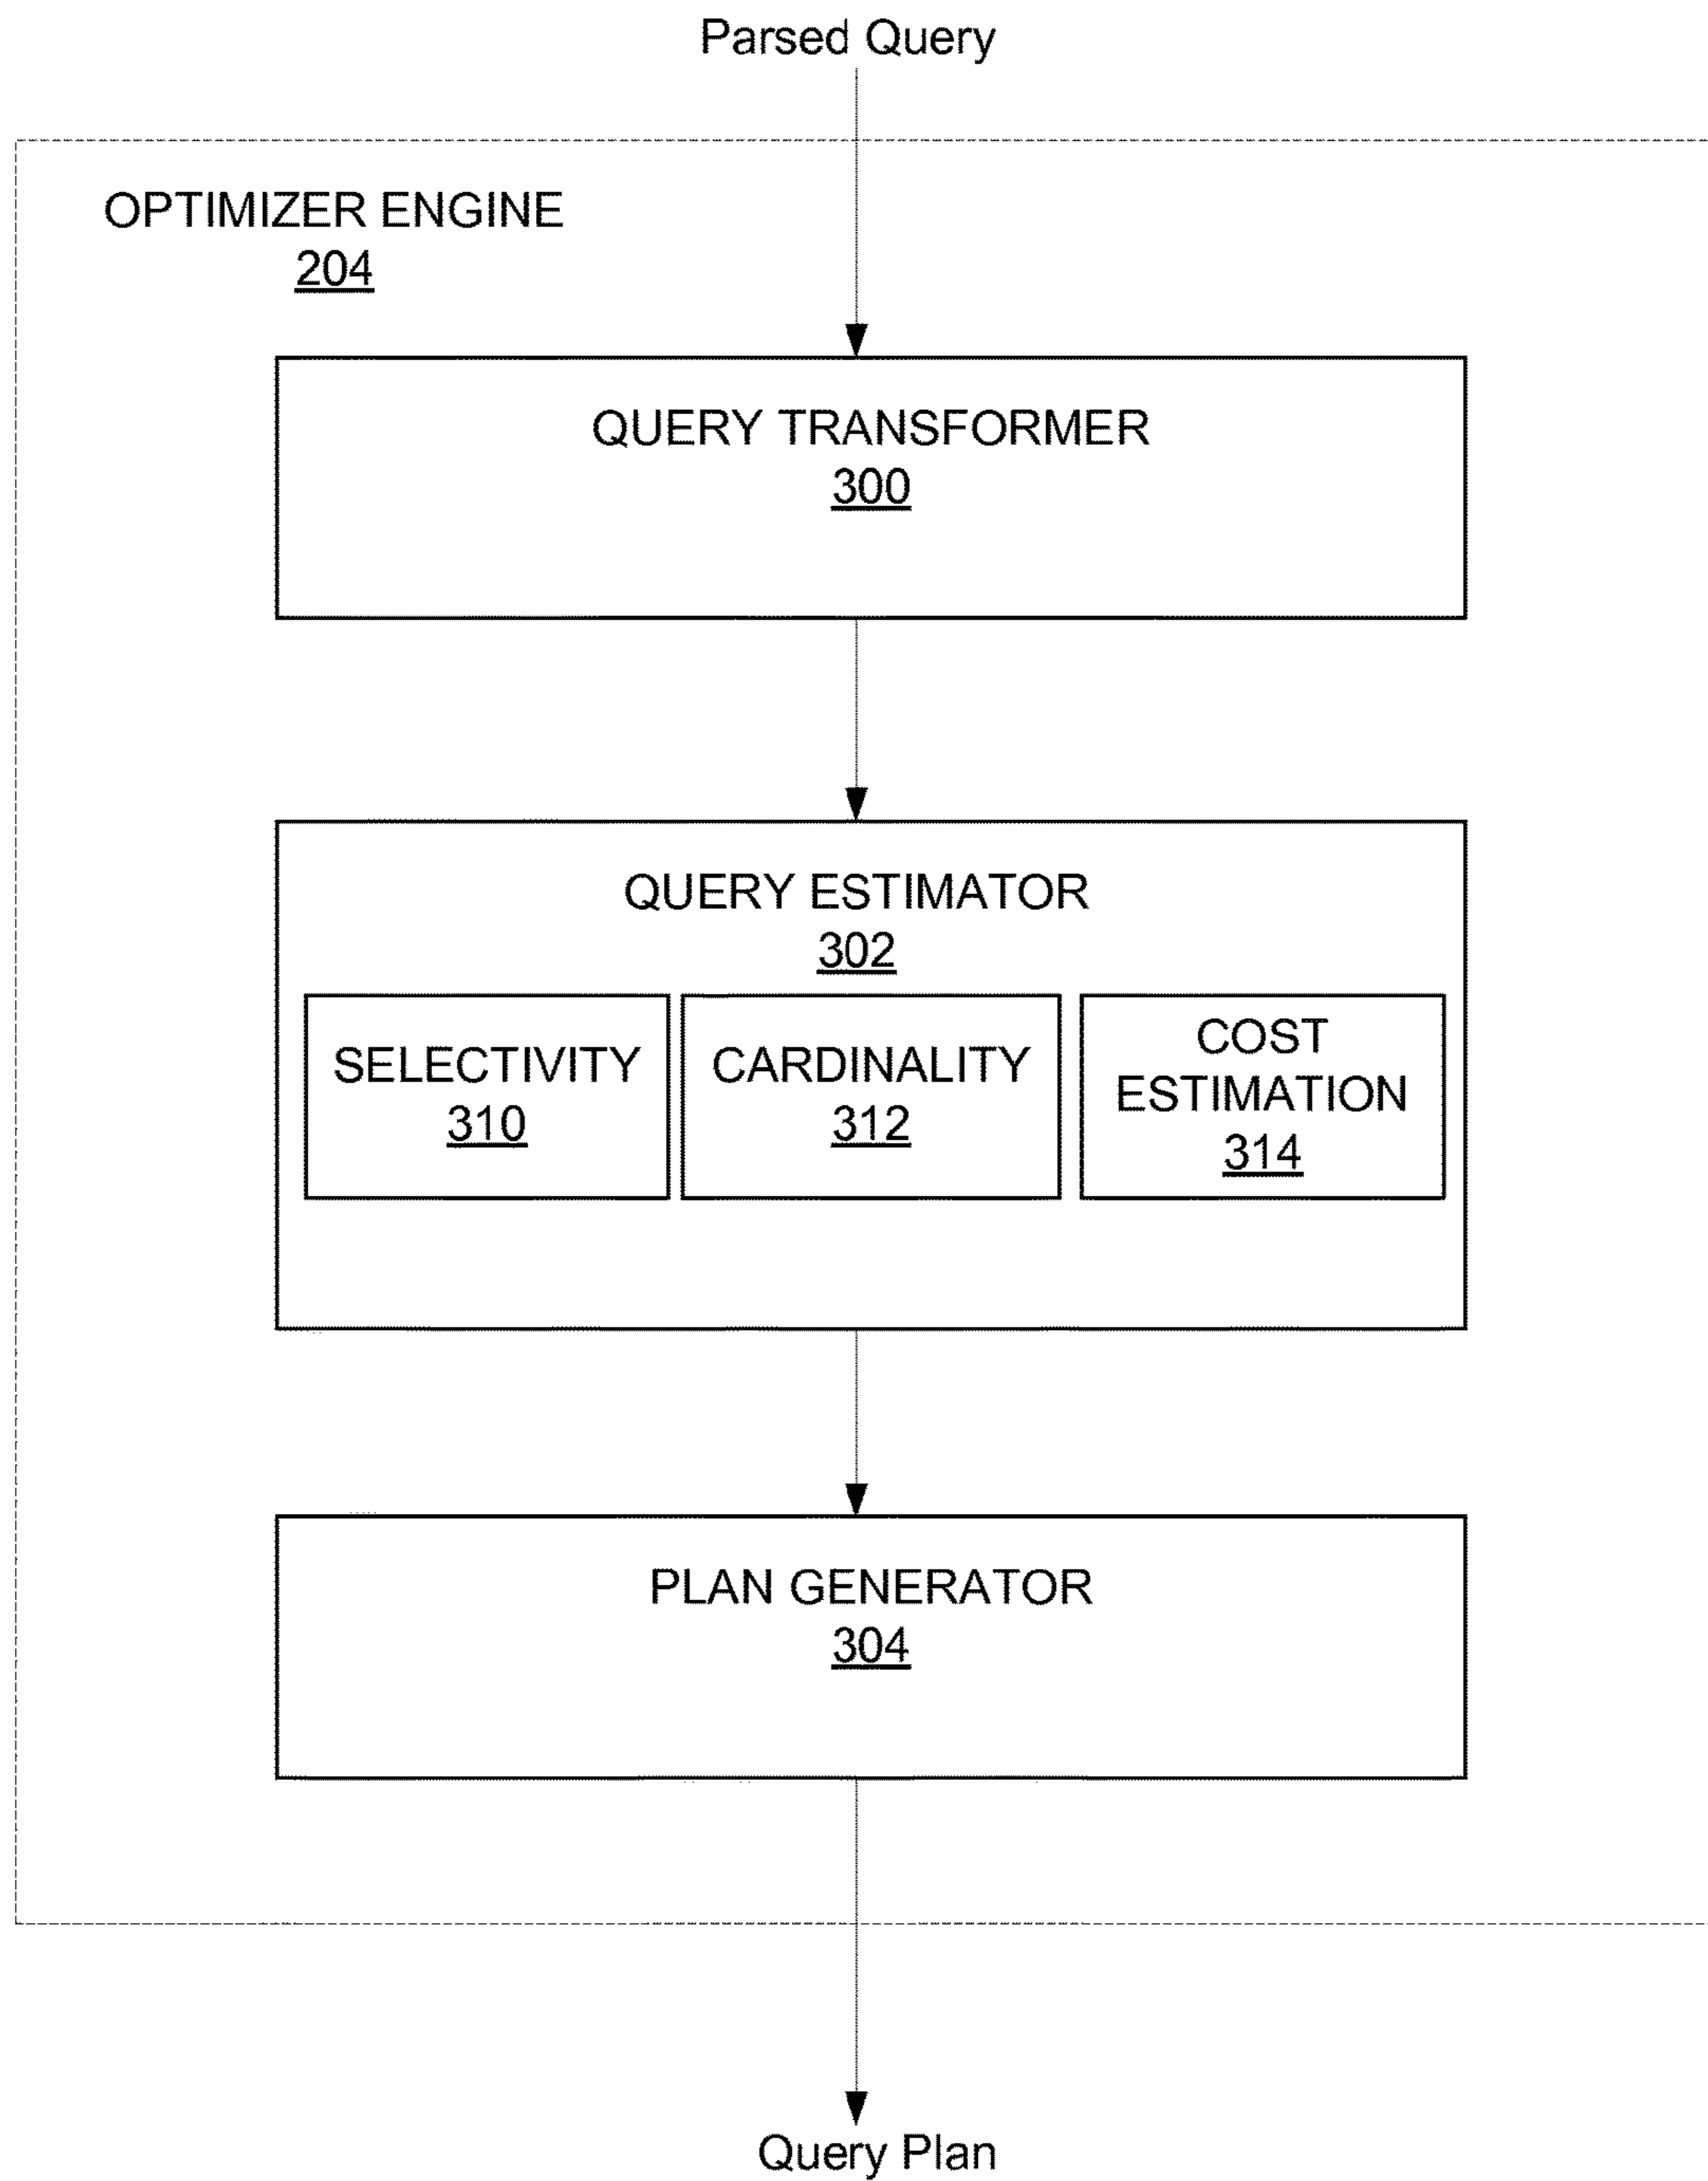 Parsed Query
OPTIMIZER ENGINE
204
QUERY TRANSFORMER
300
QUERY ESTIMATOR
302
SELECTIVITY
310
CARDINALITY
312
COST
ESTIMATION
314
PLAN GENERATOR
304
Query Plan